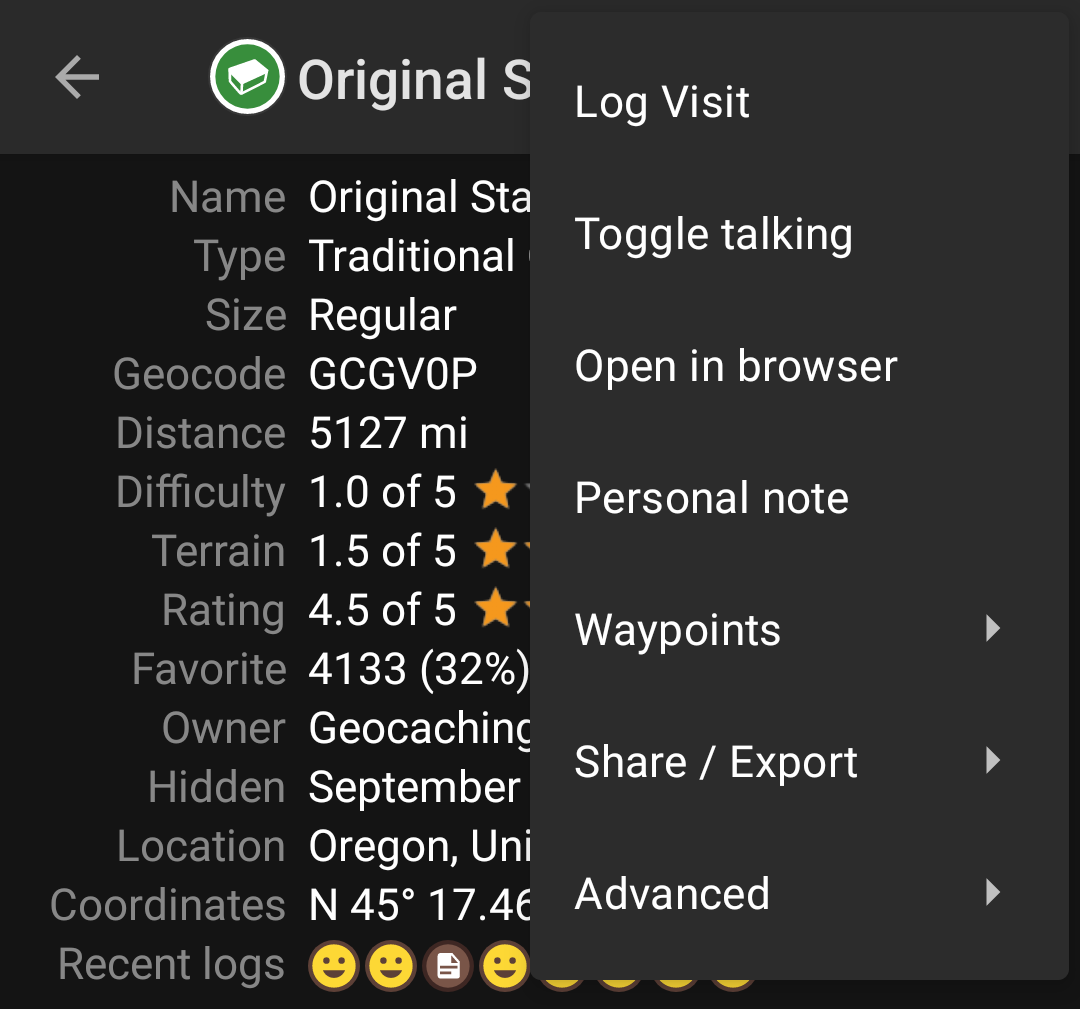 Original S
Name Original Sta
Type Traditional
Size Regular
Geocode GCGV0P
Distance 5127 mi
Difficulty 1.0 of 5
Terrain 1.5 of 5
Rating 4.5 of 5
Favorite 4133 (32%)
Owner Geocaching
Hidden September
Location Oregon, Uni
Coordinates N 45° 17.46
Recent logs
Log Visit
Toggle talking
Open in browser
Personal note
Waypoints
Share / Export
Advanced